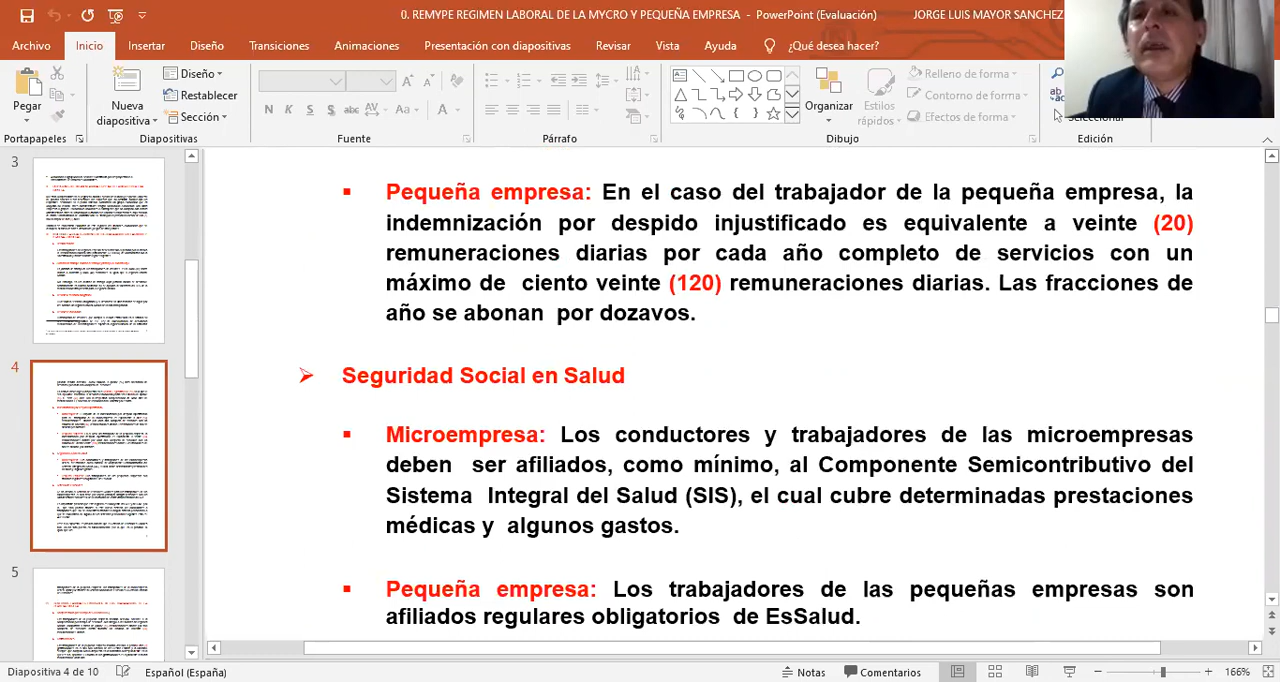 0. REMYPE REGIMEN LABORAL DE LA MYCRO Y PEQUEÑA EMPRESA - PowerPoint (Evaluación)
JORGE LUIS MAYOR SANCHEZ
Archivo Inicio Insertar Diseño Transiciones Animaciones Presentación con diapositivas Revisar Vista Ayuda ¿Qué desea hacer?
Pegar
Nueva diapositiva
Diseño
Restablecer
Sección
N K S S abc AV Aa A
Organizar
Estilos rápidos
Relleno de forma
Contorno de forma
Efectos de forma
Portapapeles Diapositivas Fuente Párrafo Dibujo Edición
3
4
5
Pequeña empresa: En el caso del trabajador de la pequeña empresa, la
indemnización por despido injustificado es equivalente a veinte (20)
remuneraciones diarias por cada año completo de servicios con un
máximo de ciento veinte (120) remuneraciones diarias. Las fracciones de
año se abonan por dozavos.
Seguridad Social en Salud
Microempresa: Los conductores y trabajadores de las microempresas
deben ser afiliados, como mínimo, al Componente Semicontributivo del
Sistema Integral del Salud (SIS), el cual cubre determinadas prestaciones
médicas y algunos gastos.
Pequeña empresa: Los trabajadores de las pequeñas empresas son
afiliados regulares obligatorios de EsSalud.
Diapositiva 4 de 10 Español (España) Notas Comentarios 166%